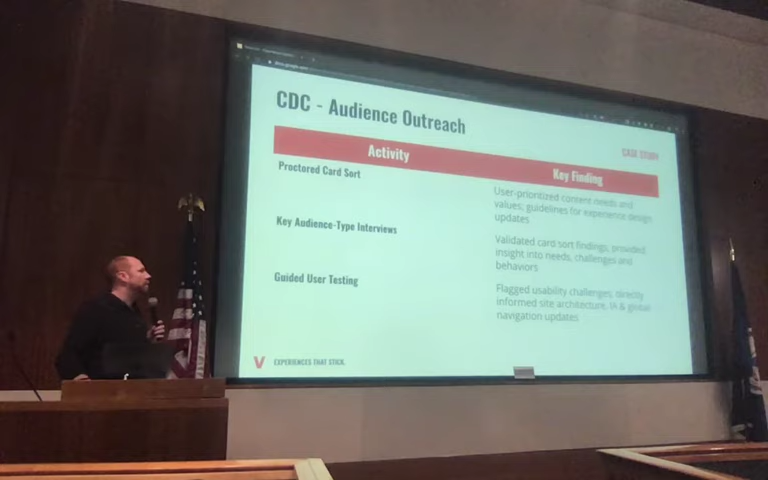 CDC - Audience Outreach
CASE STUDY
Activity
Key Finding
Proctored Card Sort
User-prioritized content needs and
values; guidelines for experience design
updates
Key Audience-Type Interviews
Validated card sort findings, provided
insight into needs, challenges and
behaviors
Guided User Testing
Flagged usability challenges, directly
informed site architecture, IA & global
navigation updates
V EXPERIENCES THAT STICK.